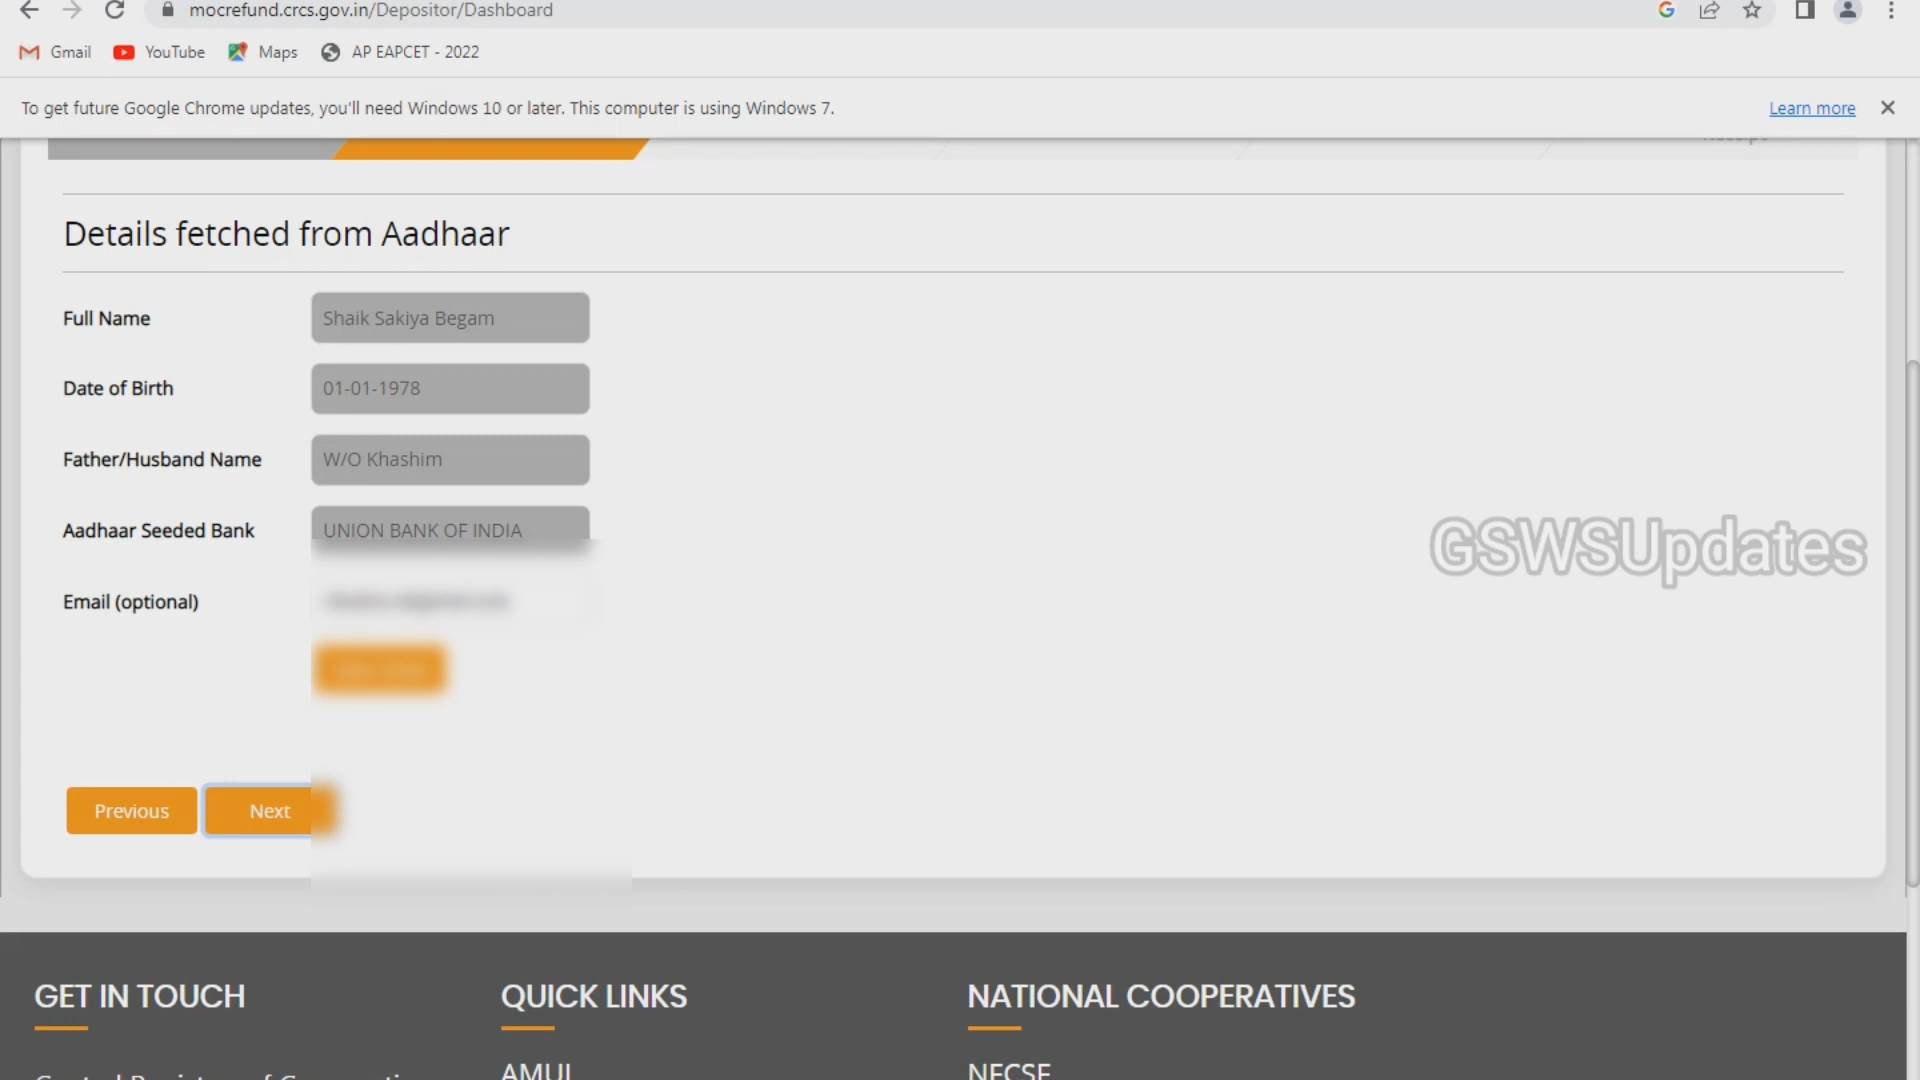 mocrefund.crcs.gov.in/Depositor/Dashboard
Gmail YouTube Maps AP EAPCET - 2022
To get future Google Chrome updates, you'll need Windows 10 or later. This computer is using Windows 7. Learn more
Details fetched from Aadhaar
Full Name Shaik Sakiya Begam
Date of Birth 01-01-1978
Father/Husband Name W/O Khashim
Aadhaar Seeded Bank UNION BANK OF INDIA
GSWSUpdates
Email (optional)
Previous Next
GET IN TOUCH QUICK LINKS NATIONAL COOPERATIVES
AMUL NECSE